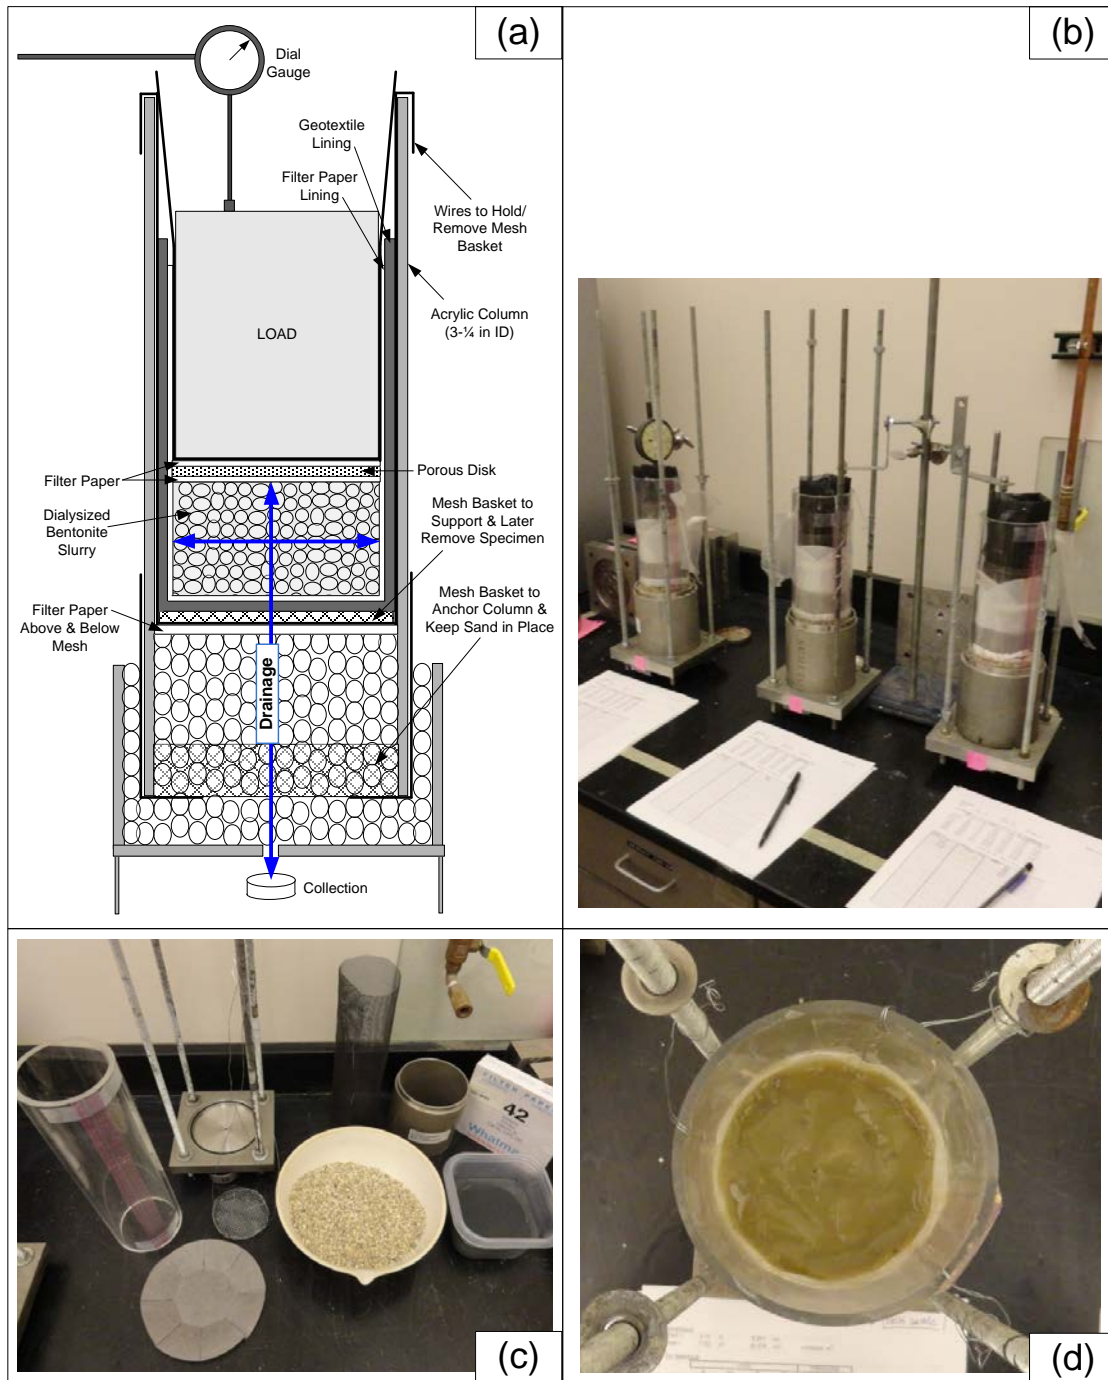 (a)
Dial
Gauge
Geotextile
Lining
Filter Paper
Lining
Wires to Hold/
Remove Mesh
Basket
Acrylic Column
(3-¼ in ID)
LOAD
Filter Paper
Porous Disk
Dialysized
Bentonite
Slurry
Mesh Basket to
Support & Later
Remove Specimen
Filter Paper
Above & Below
Mesh
Mesh Basket to
Anchor Column &
Keep Sand in Place
Drainage
Collection
(b)
FILTER PAPER
42
(c)
(d)